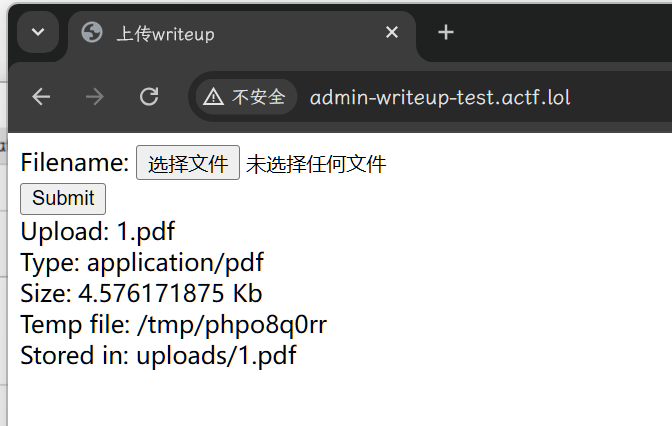 上传writeup
不安全 admin-writeup-test.actf.lol
Filename: 选择文件 未选择任何文件
Submit
Upload: 1.pdf
Type: application/pdf
Size: 4.576171875 Kb
Temp file: /tmp/phpo8q0rr
Stored in: uploads/1.pdf